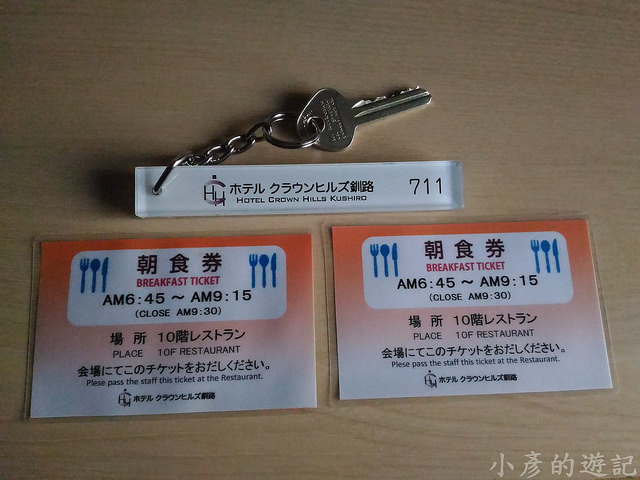 ホテル クラウンヒルズ釧路
HOTEL CROWN HILLS KUSHIRO
711
朝食券
BREAKFAST TICKET
AM6:45 ～ AM9:15
(CLOSE AM9:30)
場所 10階レストラン
PLACE 10F RESTAURANT
会場にてこのチケットをおだしください。
Plese pass the staff this ticket at the Restaurant.
ホテル クラウンヒルズ釧路
朝食券
BREAKFAST TICKET
AM6:45 ～ AM9:15
(CLOSE AM9:30)
場所 10階レストラン
PLACE 10F RESTAURANT
会場にてこのチケットをおだしください。
Plese pass the staff this ticket at the Restaurant.
ホテル クラウンヒルズ釧路
小彥的遊記